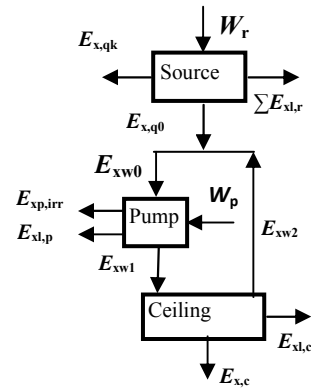 W_r
E_x,qk
Source
∑E_xl,r
E_x,q0
E_xw0
E_xp,irr
Pump
W_p
E_xl,p
E_xw2
E_xw1
Ceiling
E_xl,c
E_x,c